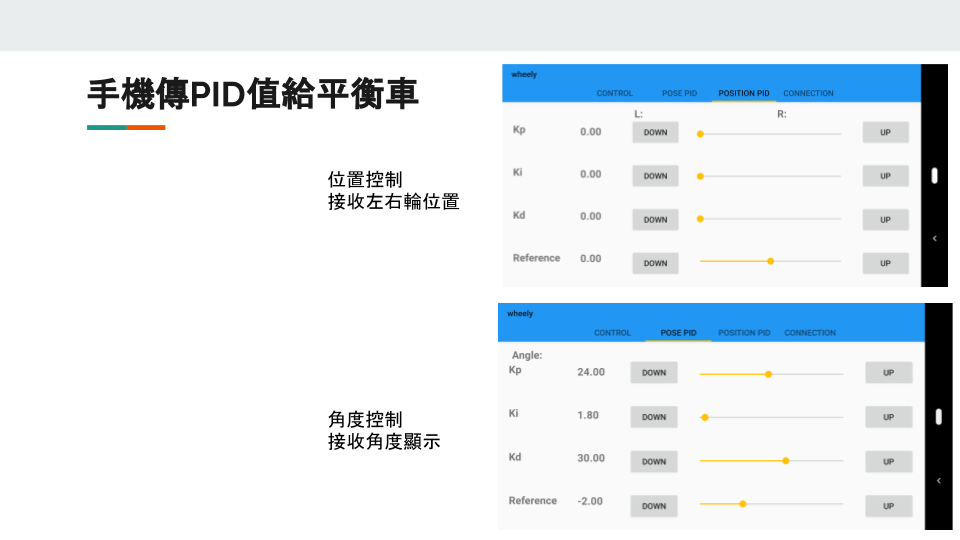 手機傳PID值給平衡車
位置控制
接收左右輪位置
wheely
CONTROL POSE PID POSITION PID CONNECTION
L: R:
Kp 0.00 DOWN UP
Ki 0.00 DOWN UP
Kd 0.00 DOWN UP
Reference 0.00 DOWN UP
角度控制
接收角度顯示
wheely
CONTROL POSE PID POSITION PID CONNECTION
Angle:
Kp 24.00 DOWN UP
Ki 1.80 DOWN UP
Kd 30.00 DOWN UP
Reference -2.00 DOWN UP